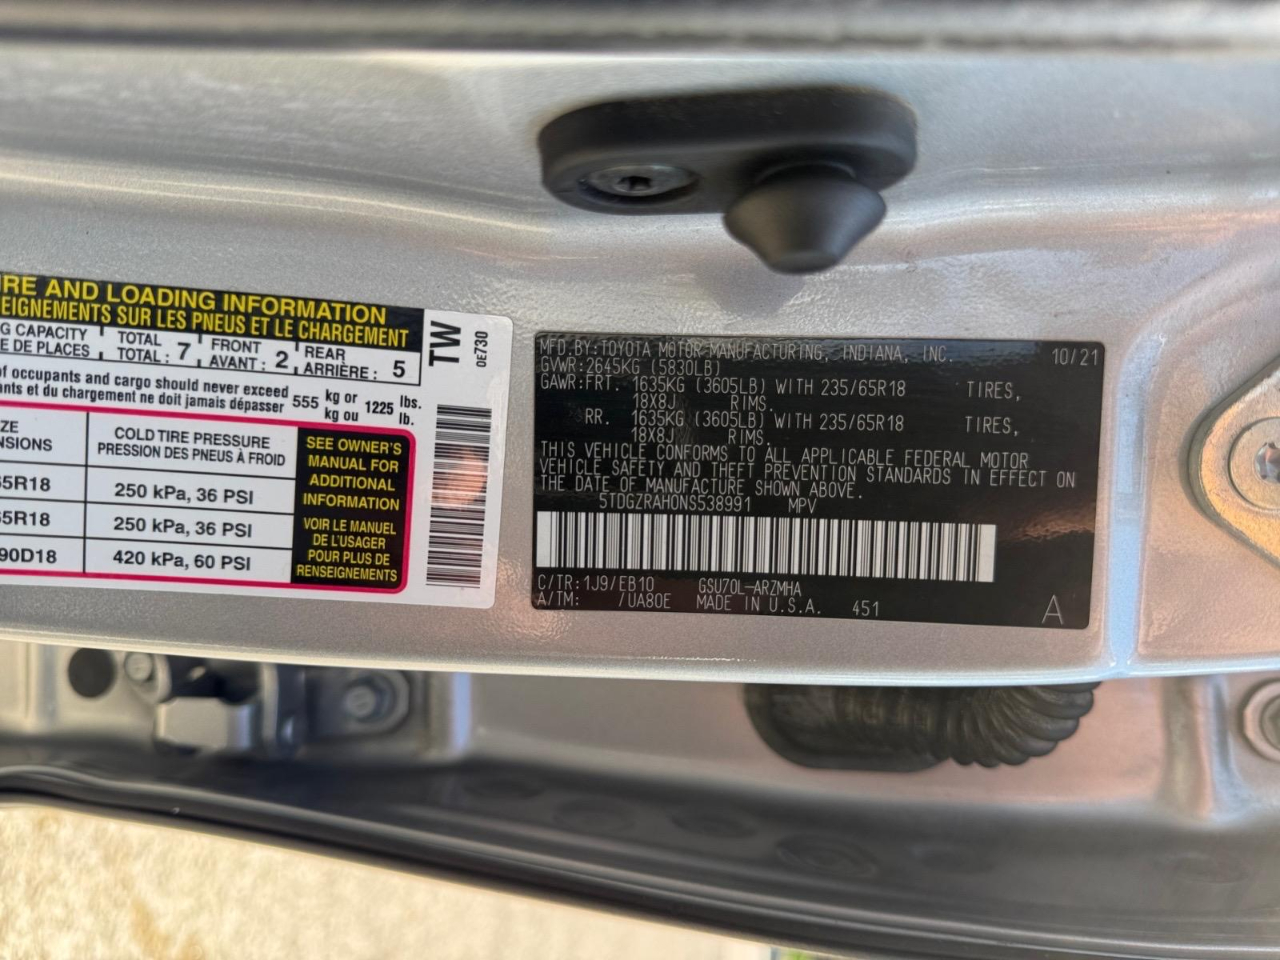 IRE AND LOADING INFORMATION
SEIGNEMENTS SUR LES PNEUS ET LE CHARGEMENT
G CAPACITY TOTAL FRONT REAR
E DE PLACES TOTAL : 7 AVANT : 2 ARRIÈRE : 5
of occupants and cargo should never exceed 555 kg or 1225 lbs.
ants et du chargement ne doit jamais dépasser kg ou lb.
ZE
NSIONS
COLD TIRE PRESSURE
PRESSION DES PNEUS À FROID
65R18 250 kPa, 36 PSI
65R18 250 kPa, 36 PSI
90D18 420 kPa, 60 PSI
SEE OWNER'S
MANUAL FOR
ADDITIONAL
INFORMATION
VOIR LE MANUEL
DE L'USAGER
POUR PLUS DE
RENSEIGNEMENTS
TW
0E730
MFD.BY:TOYOTA MOTOR MANUFACTURING, INDIANA, INC. 10/21
GVWR:2645KG (5830LB)
GAWR:FRT. 1635KG (3605LB) WITH 235/65R18 TIRES,
18X8J RIMS.
RR. 1635KG (3605LB) WITH 235/65R18 TIRES,
18X8J RIMS.
THIS VEHICLE CONFORMS TO ALL APPLICABLE FEDERAL MOTOR
VEHICLE SAFETY AND THEFT PREVENTION STANDARDS IN EFFECT ON
THE DATE OF MANUFACTURE SHOWN ABOVE.
5TDGZRAH0NS538991 MPV
C/TR:1J9/EB10 GSU70L-ARZMHA
A/TM: /UA80E MADE IN U.S.A. 451
A